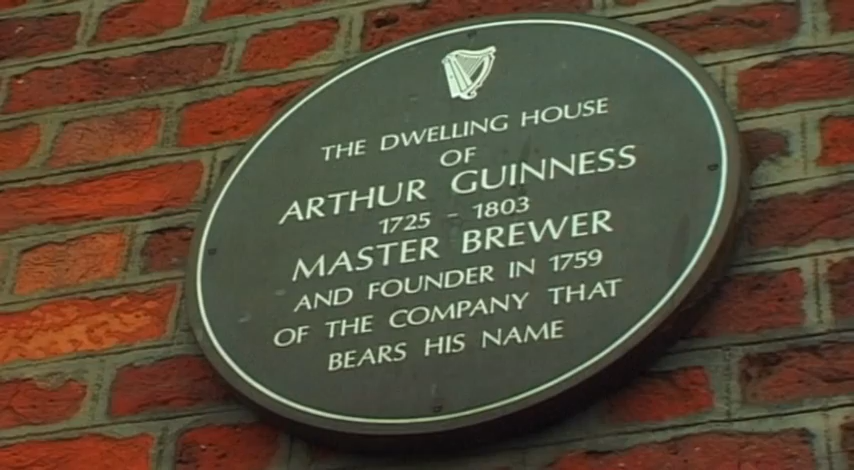 THE DWELLING HOUSE
OF
ARTHUR GUINNESS
1725 - 1803
MASTER BREWER
AND FOUNDER IN 1759
OF THE COMPANY THAT
BEARS HIS NAME